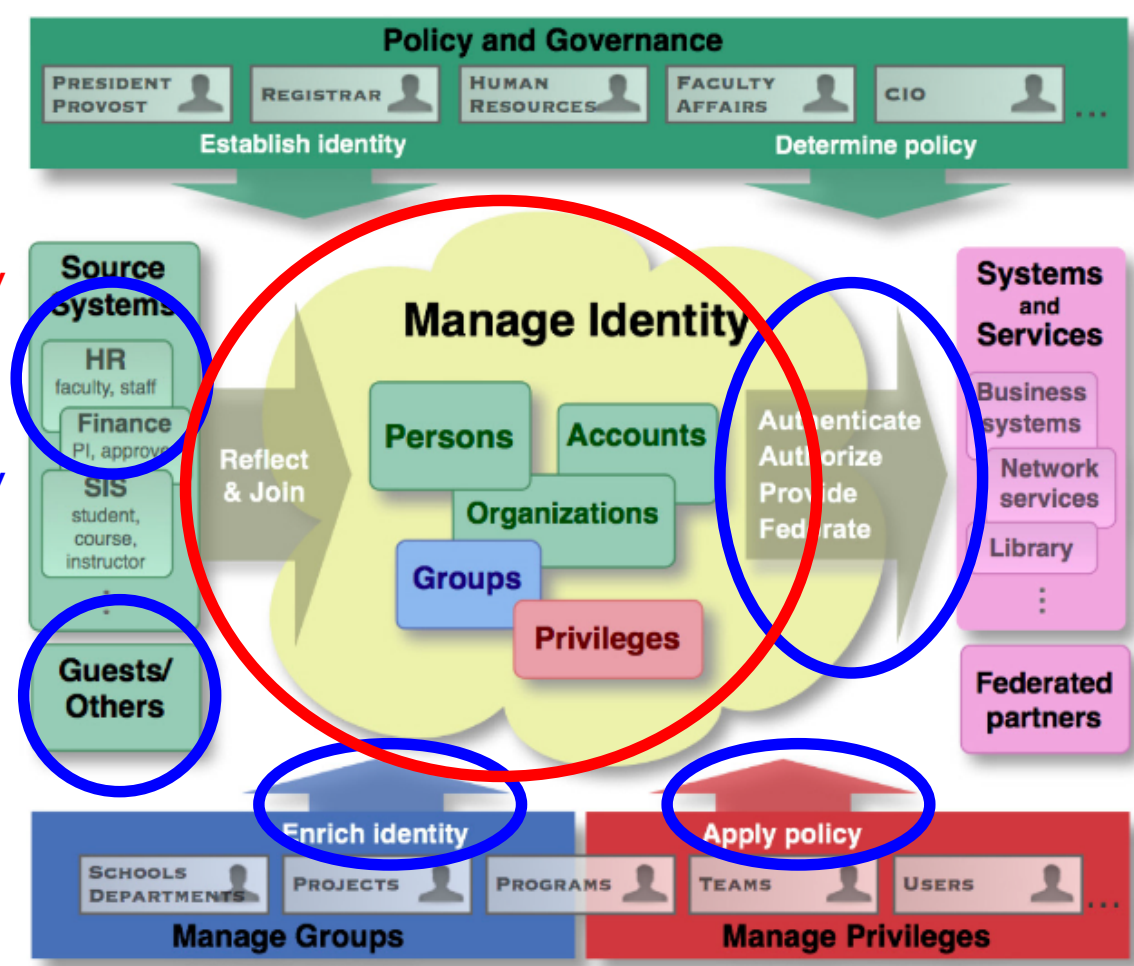 Policy and Governance
PRESIDENT
PROVOST
REGISTRAR
HUMAN
RESOURCES
FACULTY
AFFAIRS
CIO
...
Establish identity
Determine policy
Source
Systems
HR
faculty, staff
Finance
PI, approve
SIS
student,
course,
instructor
⋮
Guests/
Others
Reflect
& Join
Manage Identity
Persons
Accounts
Organizations
Groups
Privileges
Authenticate
Authorize
Provide
Federate
Systems
and
Services
Business
systems
Network
services
Library
⋮
Federated
partners
Enrich identity
SCHOOLS
DEPARTMENTS
PROJECTS
PROGRAMS
Manage Groups
Apply policy
TEAMS
USERS
...
Manage Privileges